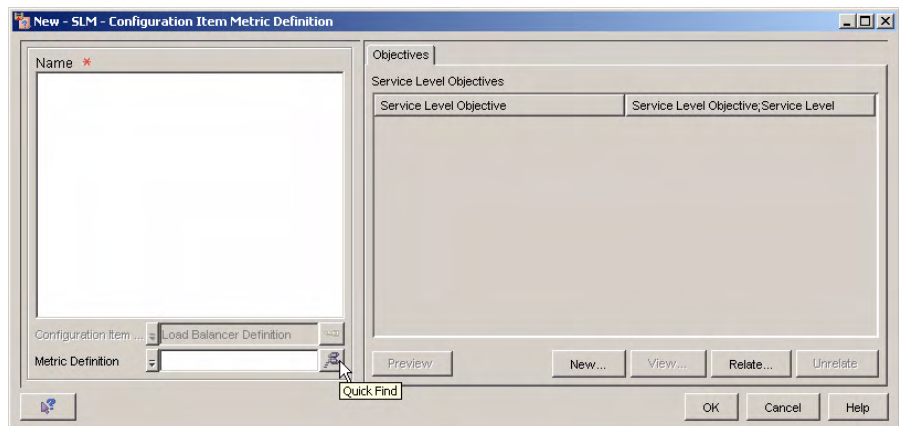 New - SLM - Configuration Item Metric Definition
Name *
Configuration Item ... Load Balancer Definition
Metric Definition
Quick Find
Objectives
Service Level Objectives
Service Level Objective Service Level Objective;Service Level
Preview New... View... Relate... Unrelate
OK Cancel Help